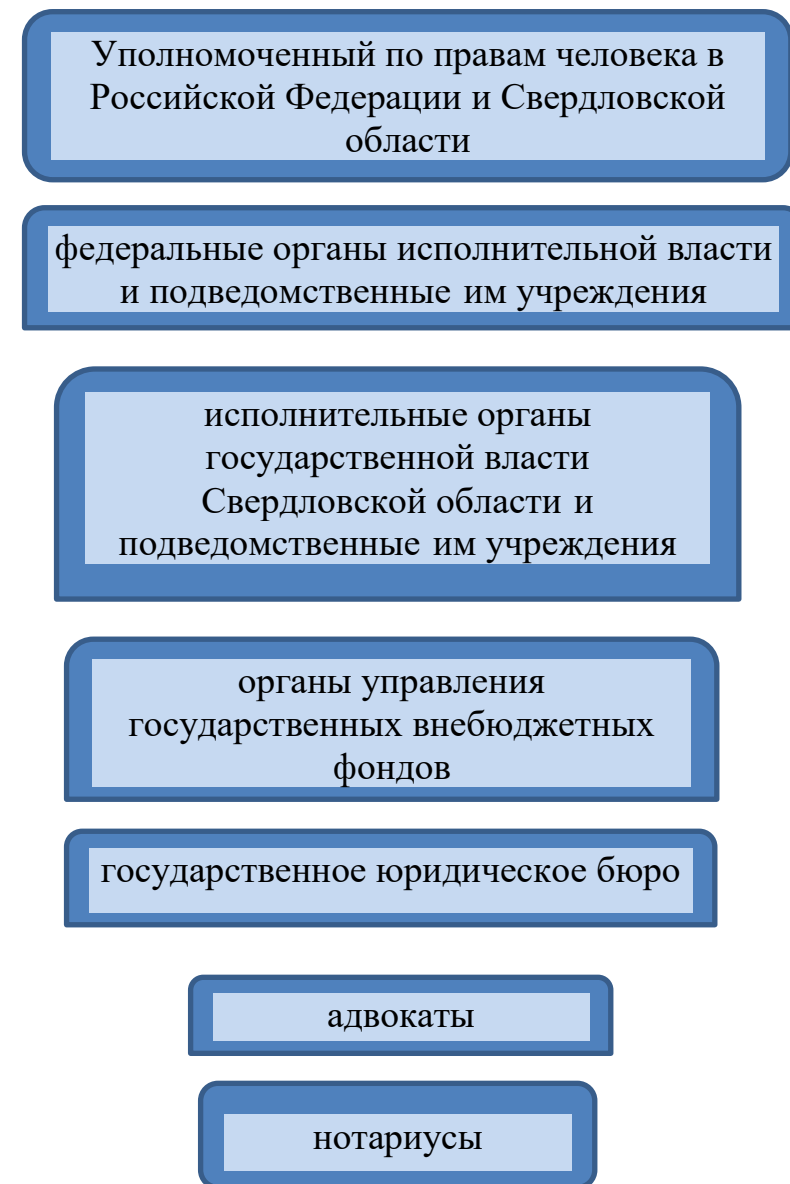 Уполномоченный по правам человека в
Российской Федерации и Свердловской
области
федеральные органы исполнительной власти
и подведомственные им учреждения
исполнительные органы
государственной власти
Свердловской области и
подведомственные им учреждения
органы управления
государственных внебюджетных
фондов
государственное юридическое бюро
адвокаты
нотариусы